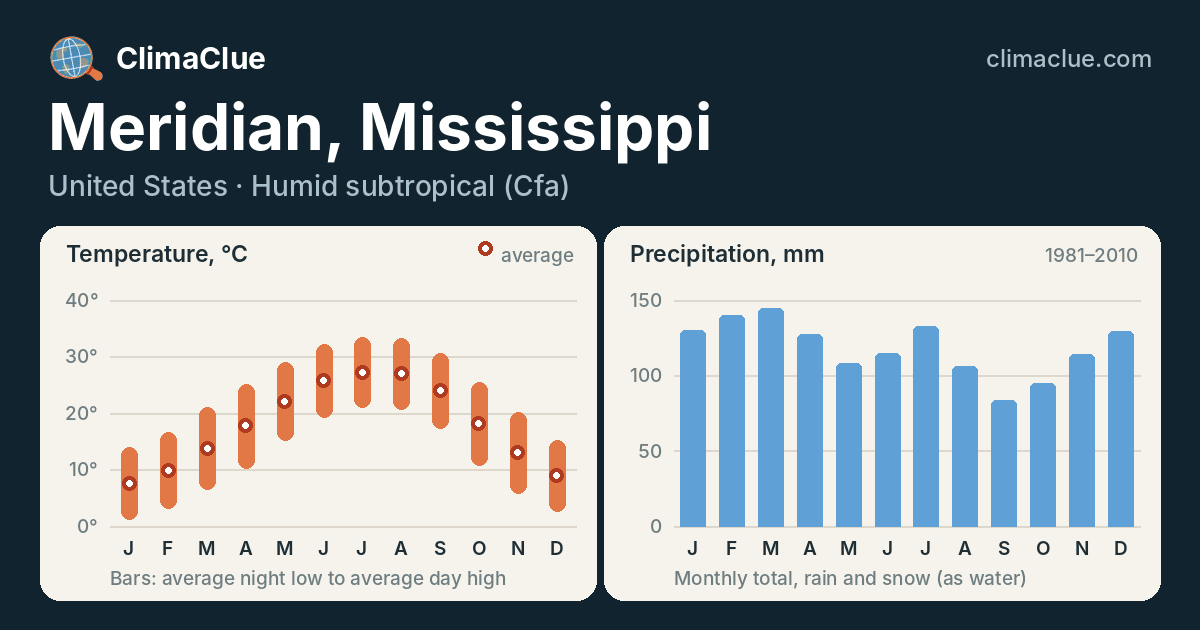 ClimaClue
climaclue.com
Meridian, Mississippi
United States · Humid subtropical (Cfa)
Temperature, °C
average
40°
30°
20°
10°
0°
J F M A M J J A S O N D
Bars: average night low to average day high
Precipitation, mm
1981–2010
150
100
50
0
J F M A M J J A S O N D
Monthly total, rain and snow (as water)